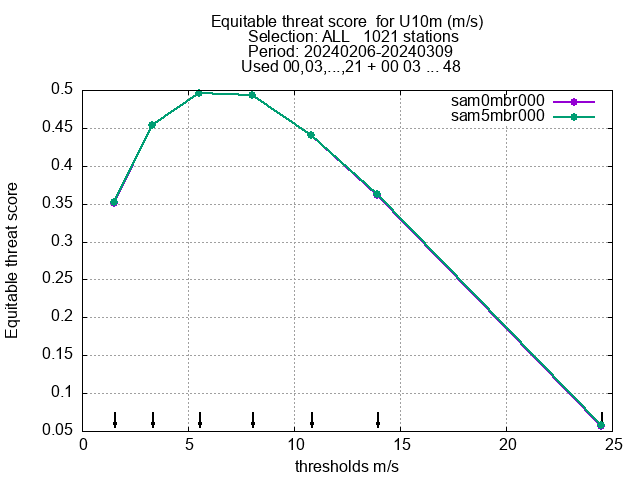 Equitable threat score  for U10m (m/s)
Selection: ALL   1021 stations
Period: 20240206-20240309
Used 00,03,...,21 + 00 03 ... 48
sam0mbr000
sam5mbr000
Equitable threat score
0.5
0.45
0.4
0.35
0.3
0.25
0.2
0.15
0.1
0.05
0 5 10 15 20 25
thresholds m/s